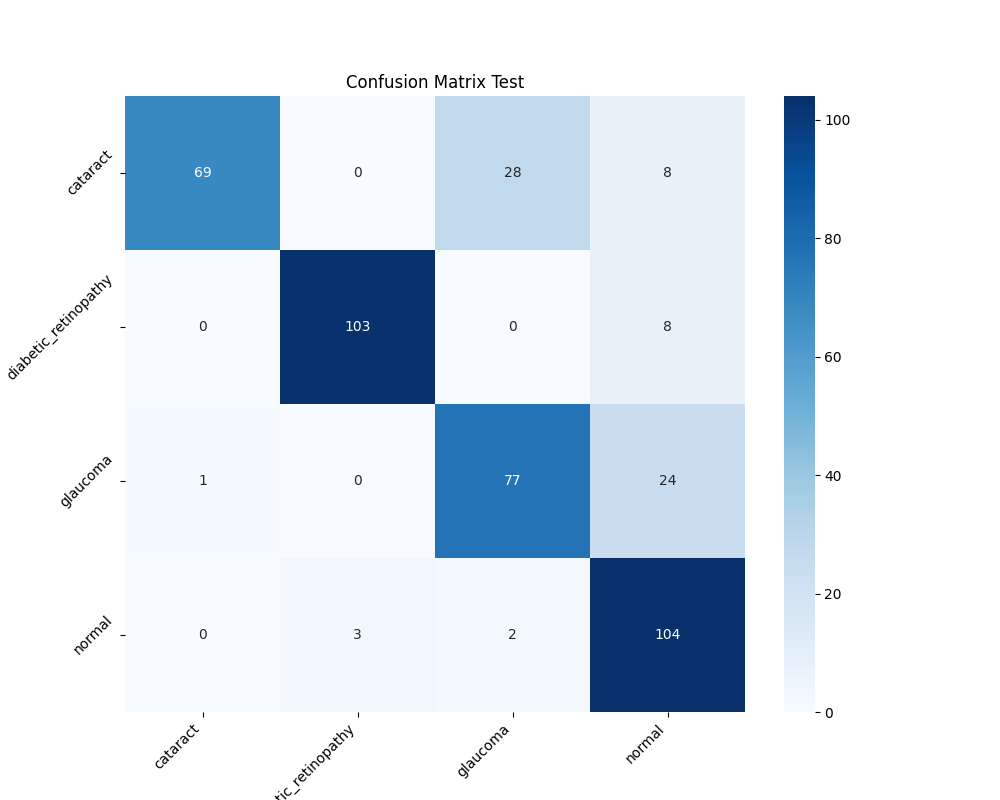 Confusion Matrix Test
cataract
69 0 28 8
diabetic_retinopathy
0 103 0 8
glaucoma
1 0 77 24
normal
0 3 2 104
cataract
tic_retinopathy
glaucoma
normal
100
80
60
40
20
0